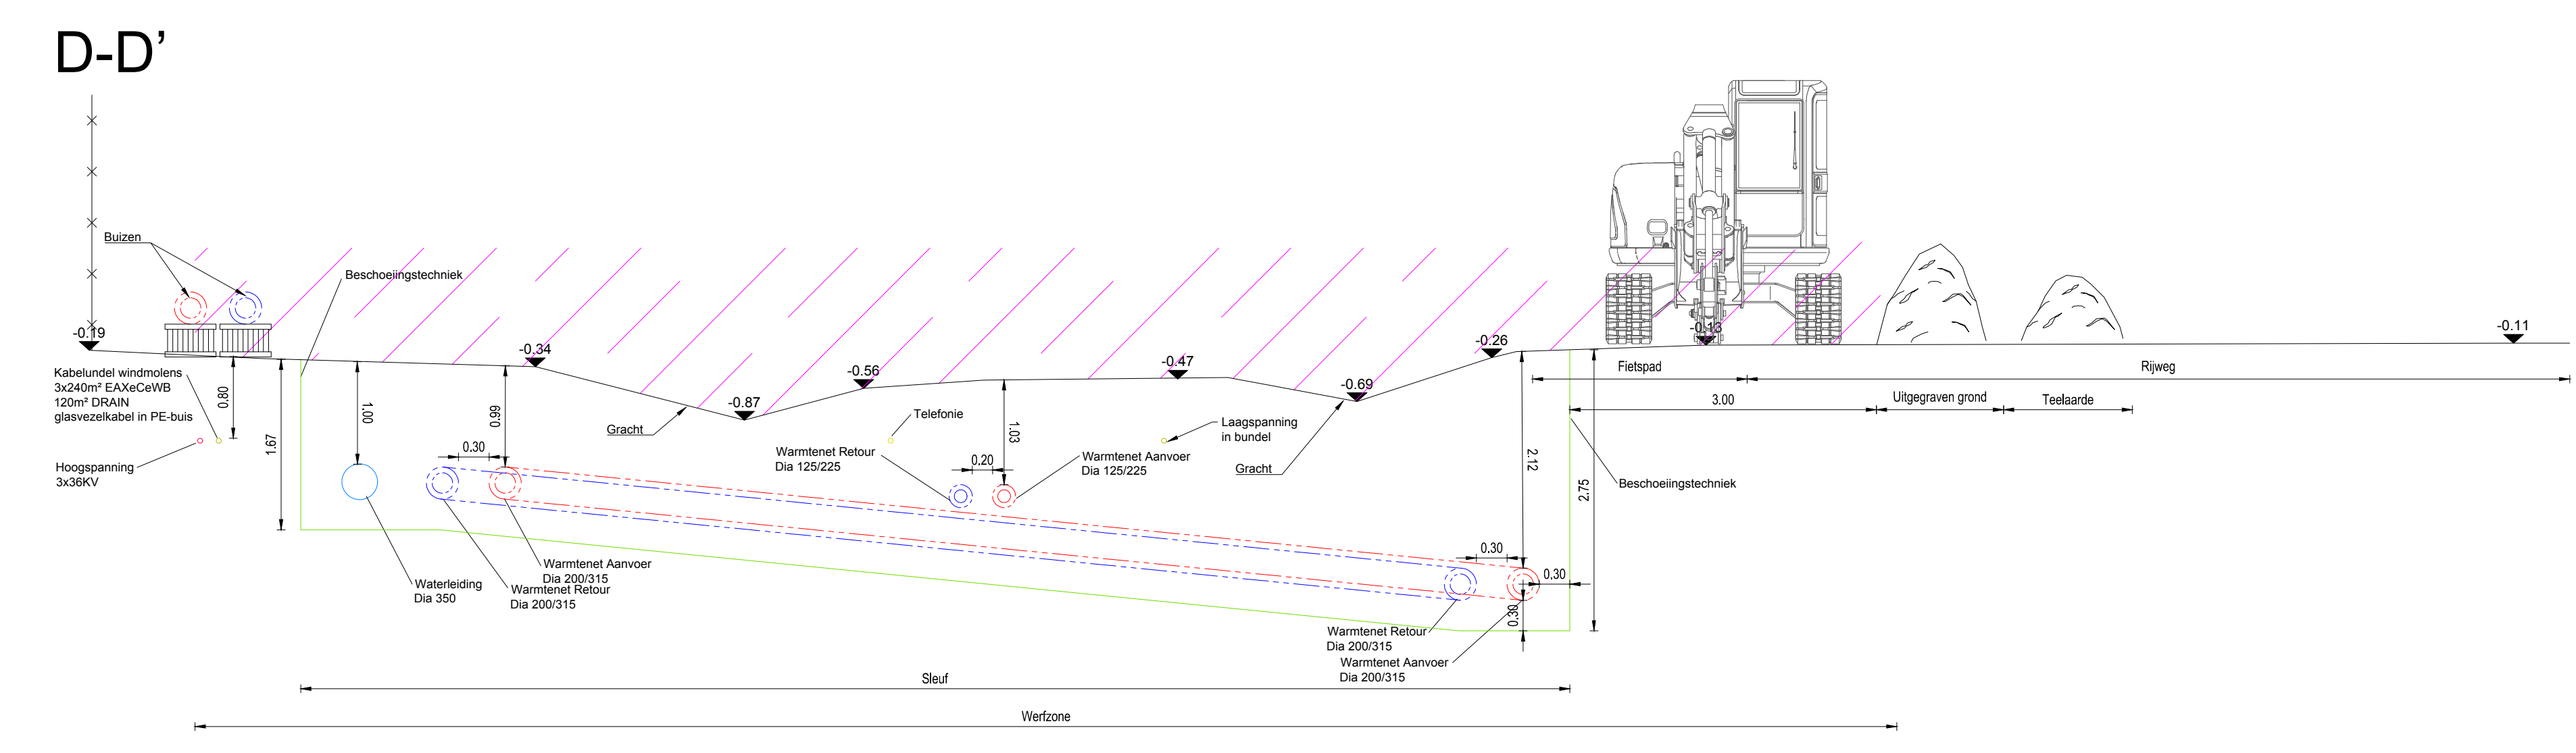 D-D’
Buizen
Beschoeiingstechniek
-0.19
-0.34
-0.56
-0.87
-0.47
-0.69
-0.26
-0.13
-0.11
Kabelundel windmolens
3x240m² EAXeCeWB
120m² DRAIN
glasvezelkabel in PE-buis
Hoogspanning
3x36KV
0.80
1.67
1.00
0.99
0.30
Gracht
Telefonie
Warmtenet Retour
Dia 125/225
0.20
1.03
Warmtenet Aanvoer
Dia 125/225
Laagspanning
in bundel
Gracht
Fietspad
Rijweg
3.00
Uitgegraven grond
Teelaarde
2.12
2.75
Beschoeiingstechniek
0.30
0.30
0.30
Waterleiding
Dia 350
Warmtenet Aanvoer
Dia 200/315
Warmtenet Retour
Dia 200/315
Warmtenet Retour
Dia 200/315
Warmtenet Aanvoer
Dia 200/315
Sleuf
Werfzone